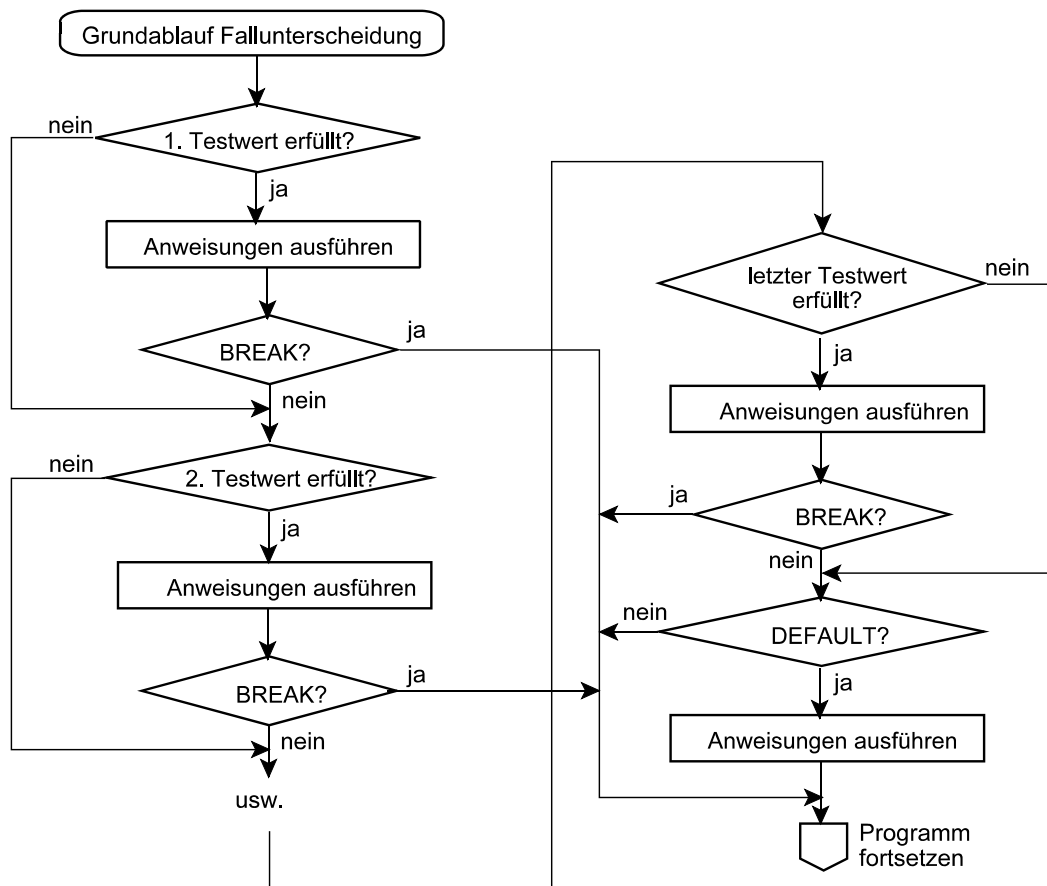 Grundablauf Fallunterscheidung
nein
1. Testwert erfüllt?
ja
Anweisungen ausführen
BREAK?
ja
nein
nein
2. Testwert erfüllt?
ja
Anweisungen ausführen
BREAK?
ja
nein
usw.
letzter Testwert
erfüllt?
nein
ja
Anweisungen ausführen
ja
BREAK?
nein
nein
DEFAULT?
ja
Anweisungen ausführen
Programm
fortsetzen